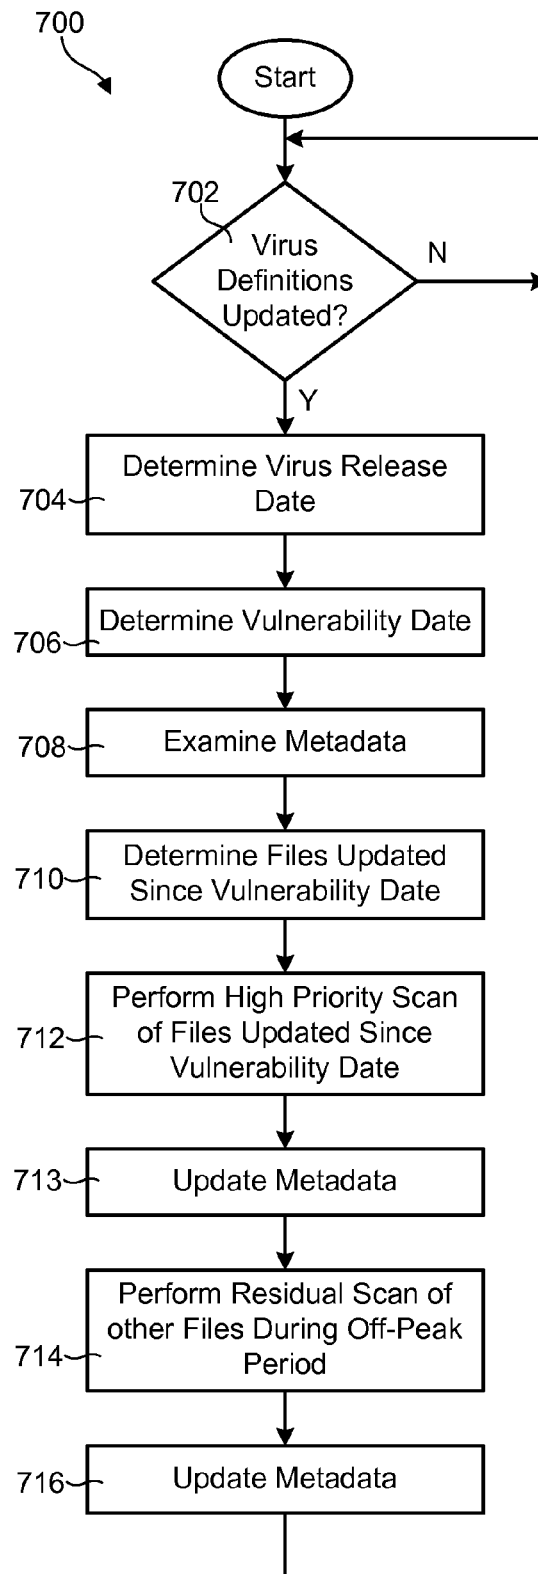 700
Start
702
Virus
Definitions
Updated?
N
Y
Determine Virus Release
Date
704
Determine Vulnerability Date
706
Examine Metadata
708
Determine Files Updated
Since Vulnerability Date
710
Perform High Priority Scan
of Files Updated Since
Vulnerability Date
712
Update Metadata
713
Perform Residual Scan of
other Files During Off-Peak
Period
714
Update Metadata
716